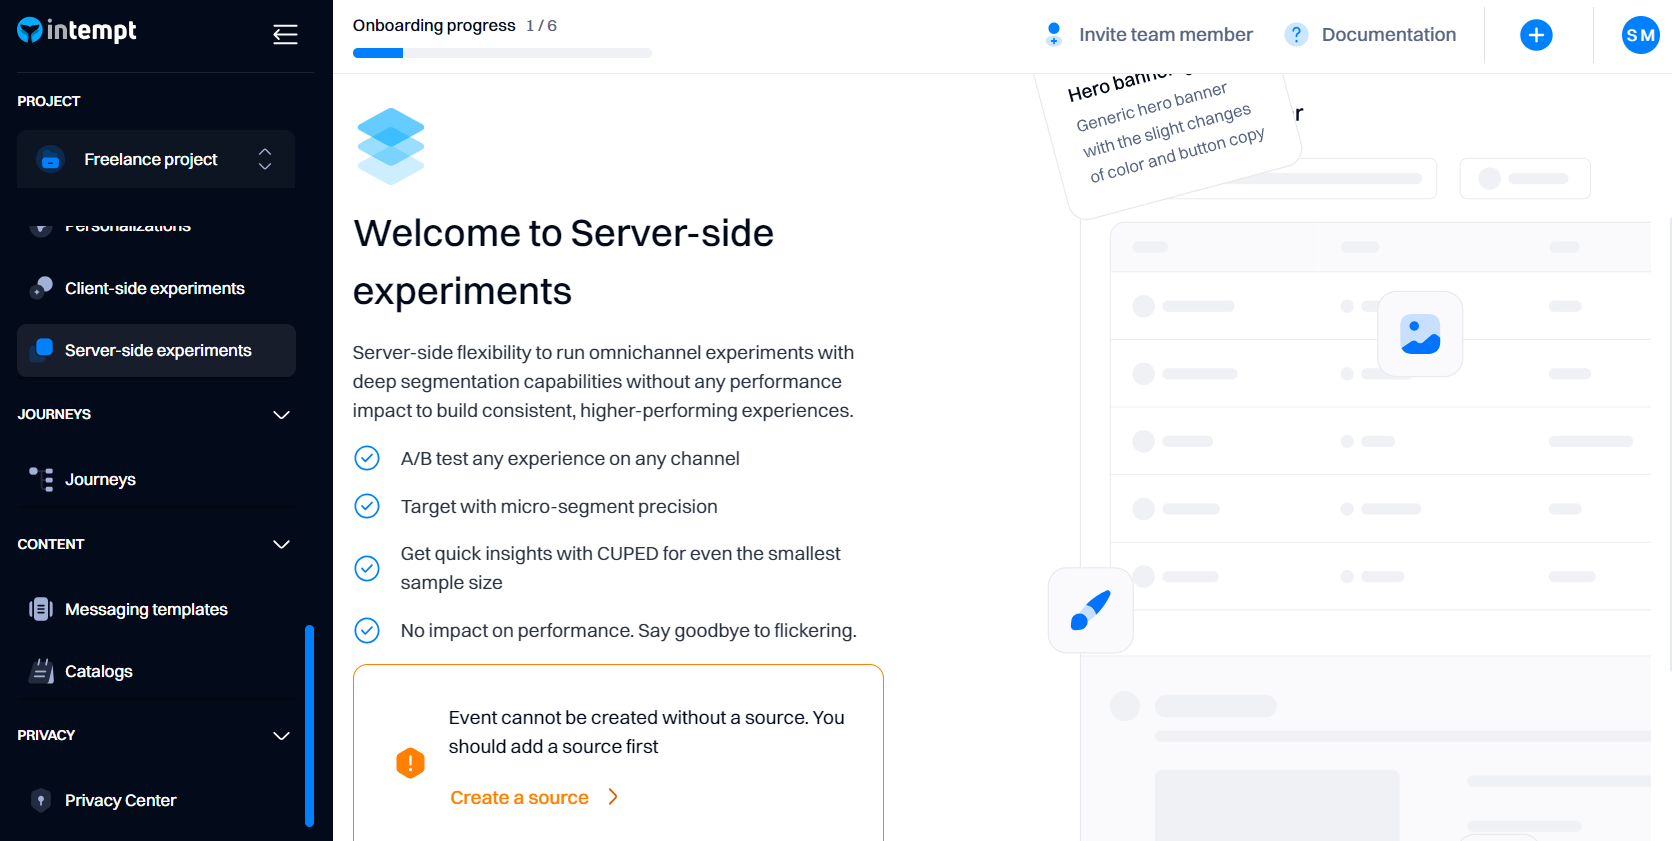 intempt
PROJECT
Freelance project
Personalizations
Client-side experiments
Server-side experiments
JOURNEYS
Journeys
CONTENT
Messaging templates
Catalogs
PRIVACY
Privacy Center
Onboarding progress 1 / 6
Invite team member
Documentation
SM
Welcome to Server-side
experiments
Server-side flexibility to run omnichannel experiments with
deep segmentation capabilities without any performance
impact to build consistent, higher-performing experiences.
A/B test any experience on any channel
Target with micro-segment precision
Get quick insights with CUPED for even the smallest
sample size
No impact on performance. Say goodbye to flickering.
Event cannot be created without a source. You
should add a source first
Create a source
Hero banner
Generic hero banner
with the slight changes
of color and button copy